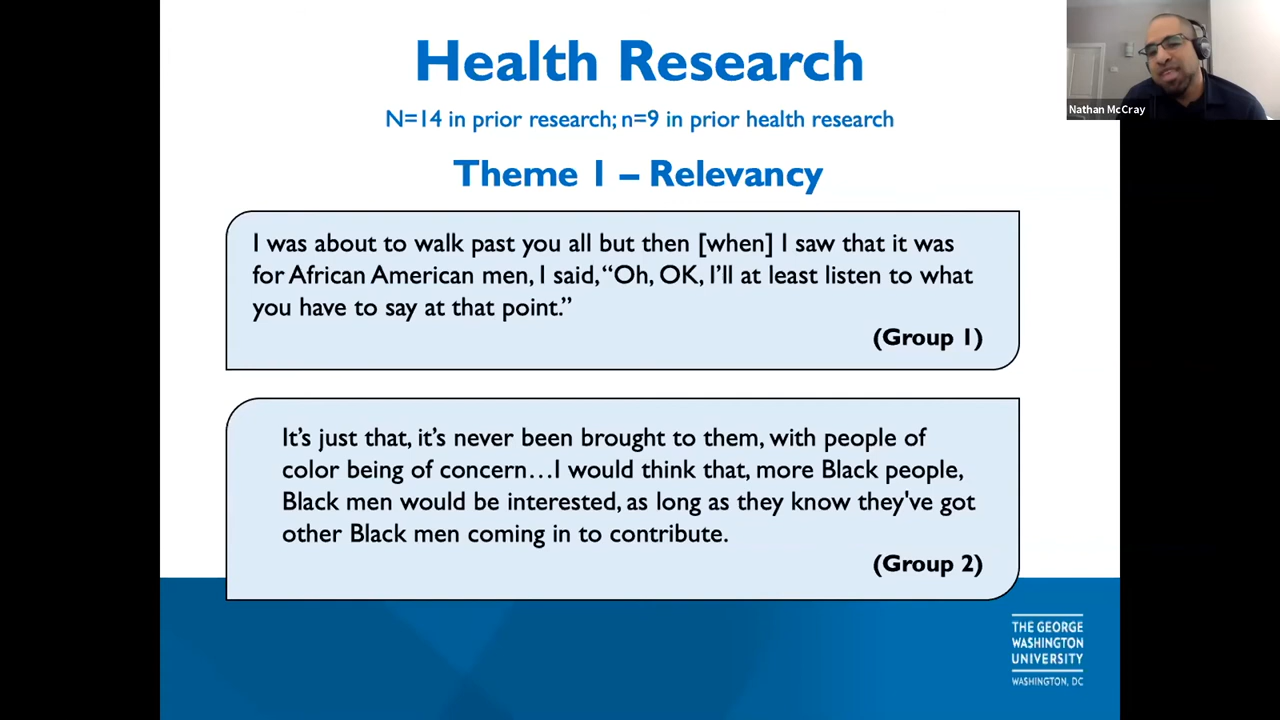 Health Research
N=14 in prior research; n=9 in prior health research
Theme 1 – Relevancy
I was about to walk past you all but then [when] I saw that it was
for African American men, I said, “Oh, OK, I’ll at least listen to what
you have to say at that point.”
(Group 1)
It’s just that, it’s never been brought to them, with people of
color being of concern…I would think that, more Black people,
Black men would be interested, as long as they know they've got
other Black men coming in to contribute.
(Group 2)
THE GEORGE
WASHINGTON
UNIVERSITY
WASHINGTON, DC
Nathan McCray